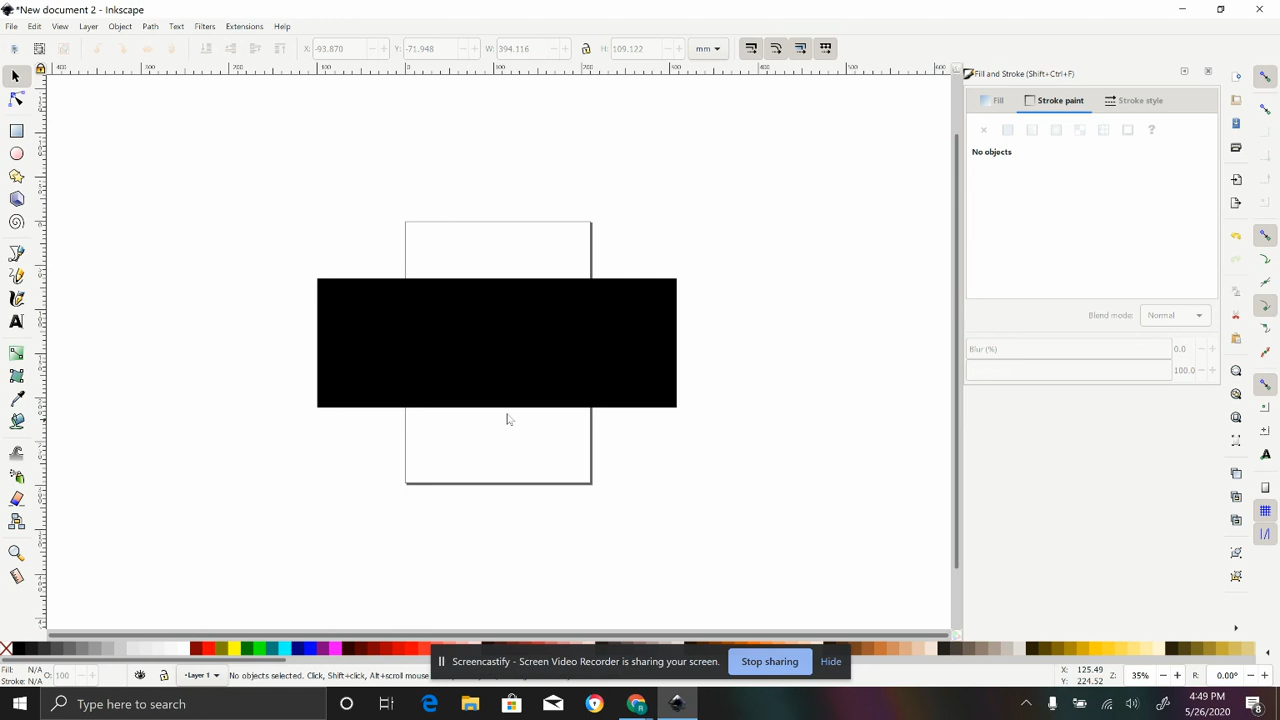 *New document 2 - Inkscape
File Edit View Layer Object Path Text Filters Extensions Help
X: -93.870 Y: -71.948 W: 394.116 H: 109.122 mm
Fill and Stroke (Shift+Ctrl+F)
Fill Stroke paint Stroke style
?
No objects
Blend mode: Normal
Blur (%) 0.0
100.0
Screencastify - Screen Video Recorder is sharing your screen. Stop sharing Hide
Fill: N/A
Stroke: N/A
O: 100
Layer 1
No objects selected. Click, Shift+click, Alt+scroll mouse
X: 125.49
Y: 224.52
Z: 35%
R: 0.00°
Type here to search
4:49 PM
5/26/2020
8